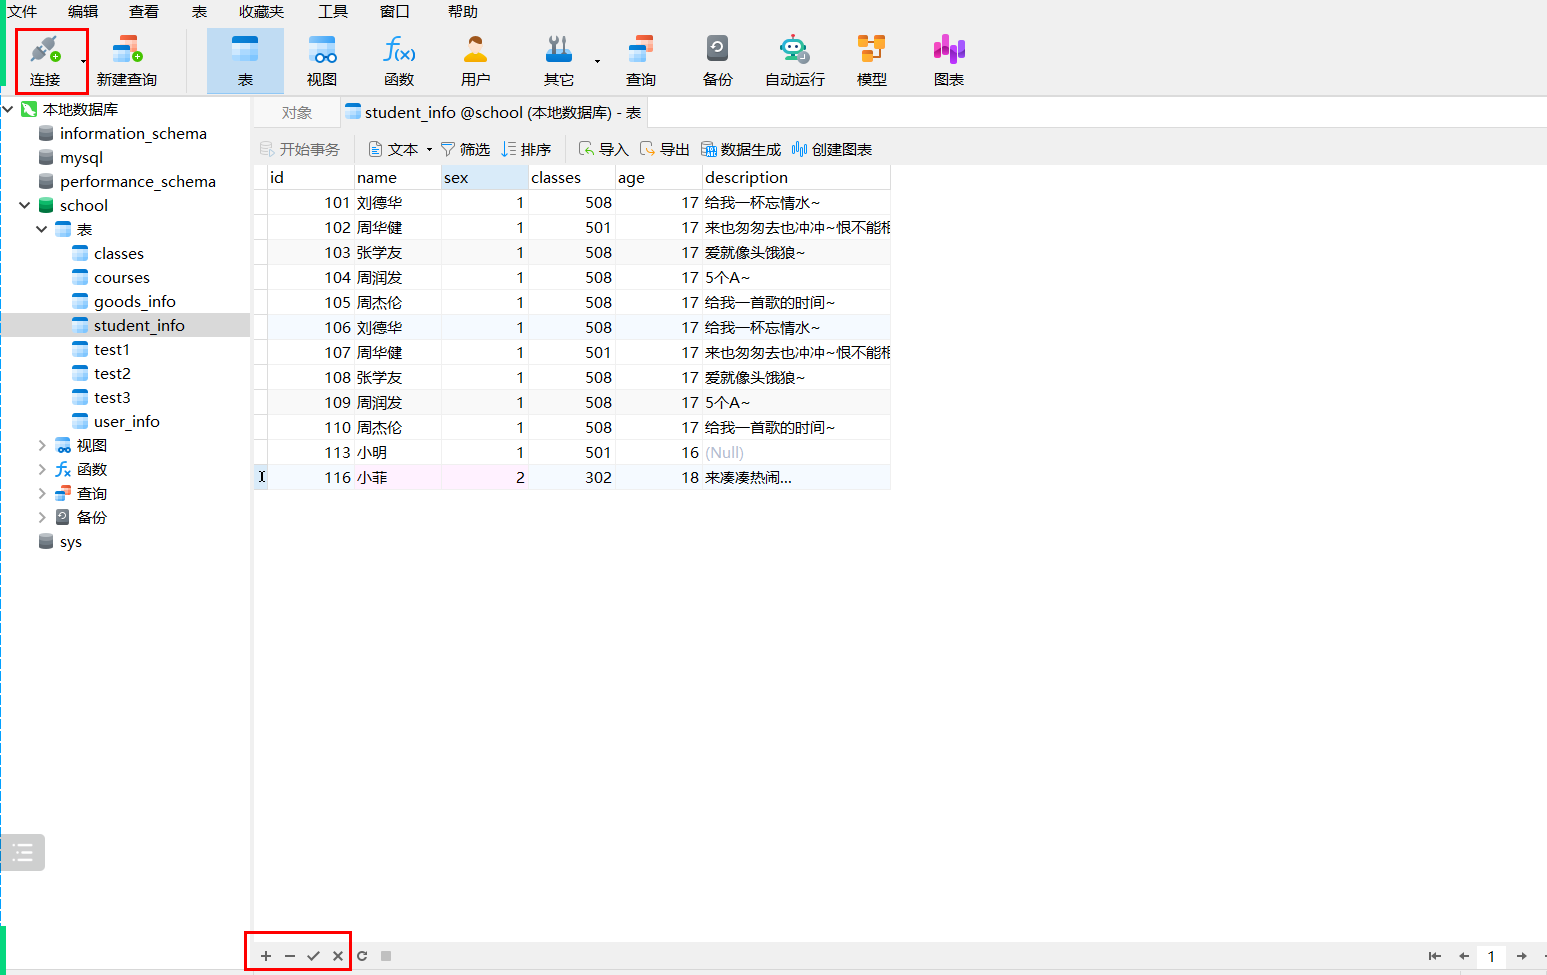 文件 编辑 查看 表 收藏夹 工具 窗口 帮助
连接 新建查询 表 视图 函数 用户 其它 查询 备份 自动运行 模型 图表
本地数据库
information_schema
mysql
performance_schema
school
表
classes
courses
goods_info
student_info
test1
test2
test3
user_info
视图
函数
查询
备份
sys
对象 student_info @school (本地数据库) - 表
开始事务 文本 筛选 排序 导入 导出 数据生成 创建图表
id name sex classes age description
101 刘德华 1 508 17 给我一杯忘情水~
102 周华健 1 501 17 来也匆匆去也冲冲~恨不能相
103 张学友 1 508 17 爱就像头饿狼~
104 周润发 1 508 17 5个A~
105 周杰伦 1 508 17 给我一首歌的时间~
106 刘德华 1 508 17 给我一杯忘情水~
107 周华健 1 501 17 来也匆匆去也冲冲~恨不能相
108 张学友 1 508 17 爱就像头饿狼~
109 周润发 1 508 17 5个A~
110 周杰伦 1 508 17 给我一首歌的时间~
113 小明 1 501 16 (Null)
116 小菲 2 302 18 来凑凑热闹...
1